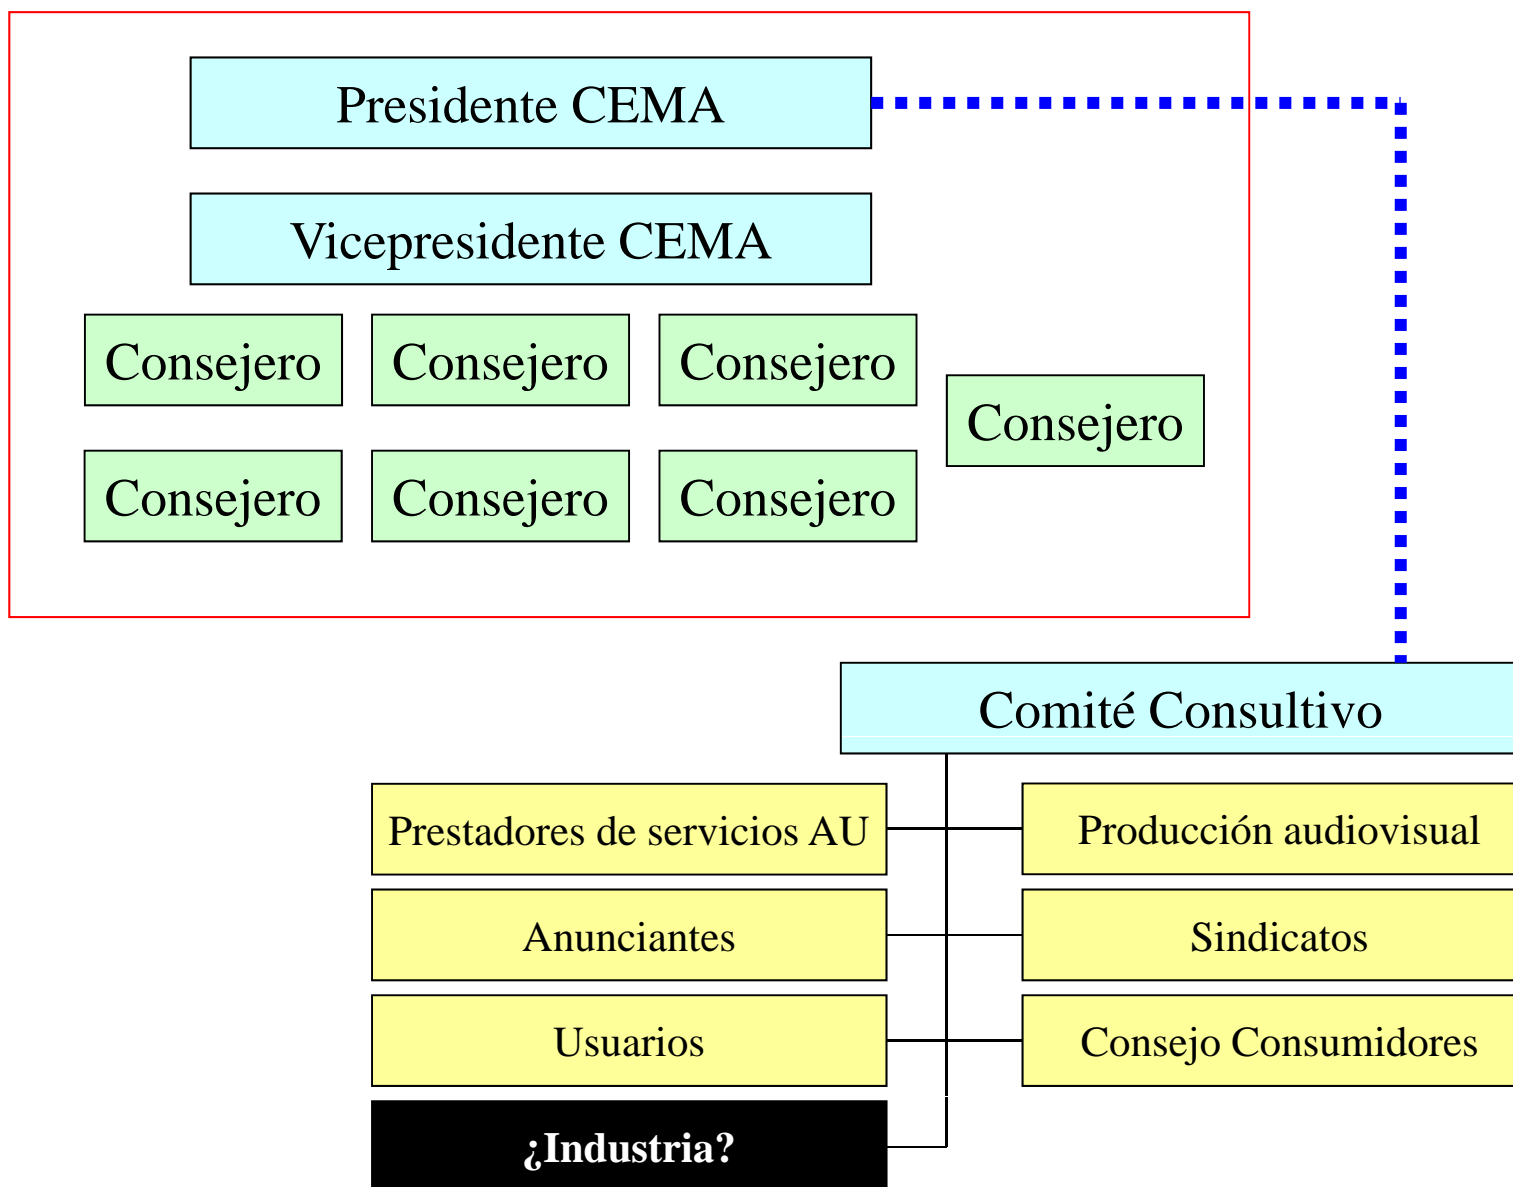 Presidente CEMA
Vicepresidente CEMA
Consejero
Consejero
Consejero
Consejero
Consejero
Consejero
Consejero
Comité Consultivo
Prestadores de servicios AU
Producción audiovisual
Anunciantes
Sindicatos
Usuarios
Consejo Consumidores
¿Industria?